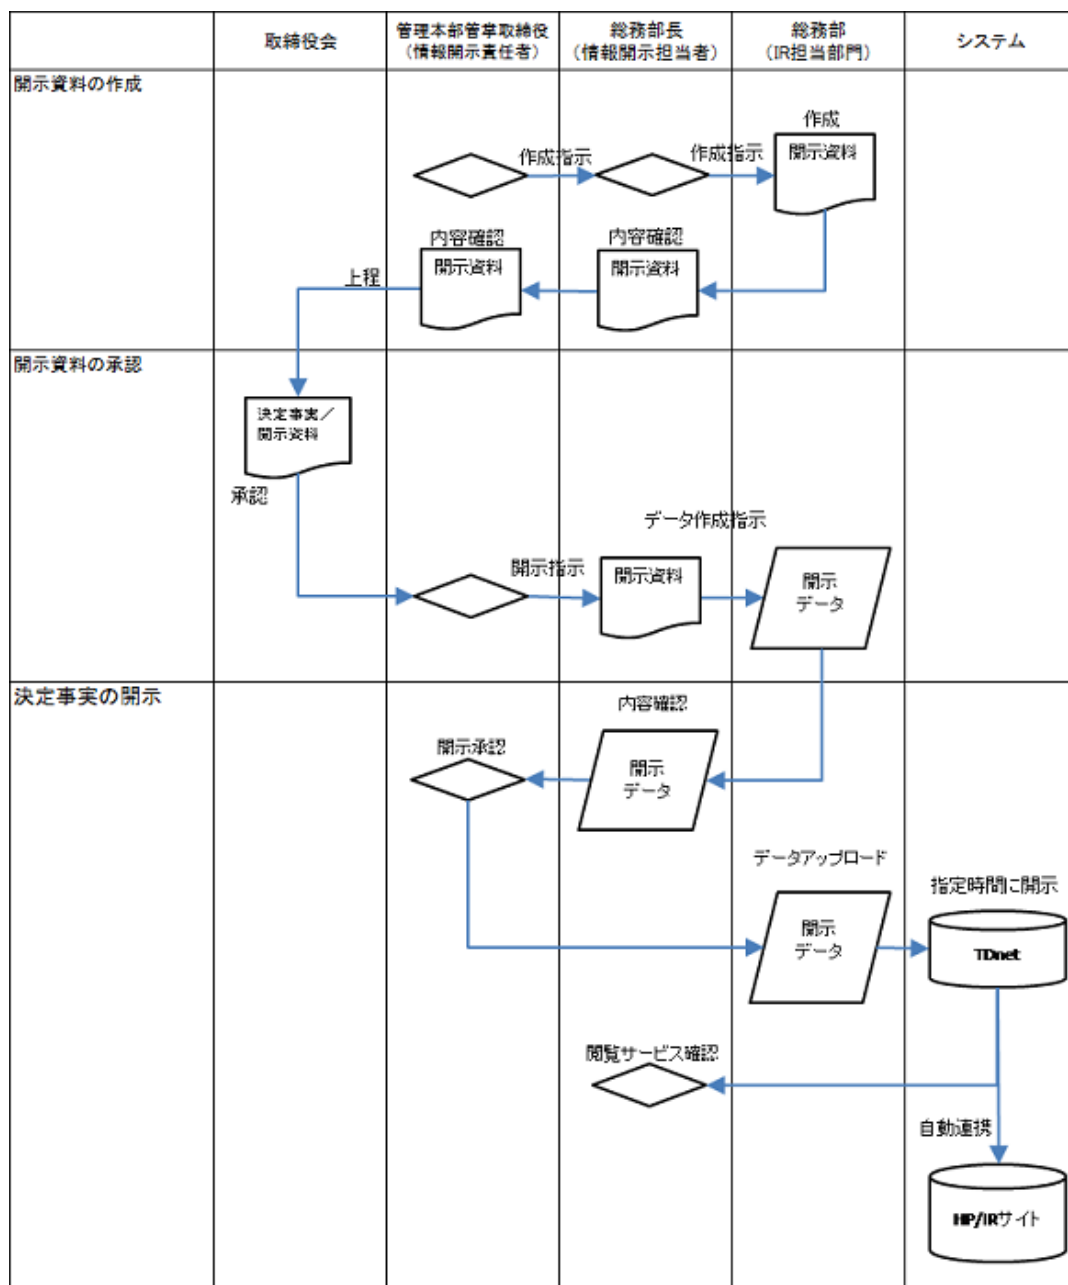 取締役会
管理本部管掌取締役
（情報開示責任者）
総務部長
（情報開示担当者）
総務部
（IR担当部門）
システム
開示資料の作成
作成
作成指示
作成指示
開示資料
内容確認
内容確認
開示資料
開示資料
上程
開示資料の承認
決定事実／
開示資料
承認
データ作成指示
開示指示
開示資料
開示
データ
決定事実の開示
内容確認
開示承認
開示
データ
データアップロード
指定時間に開示
開示
データ
TDnet
閲覧サービス確認
自動連携
HP/IRサイト